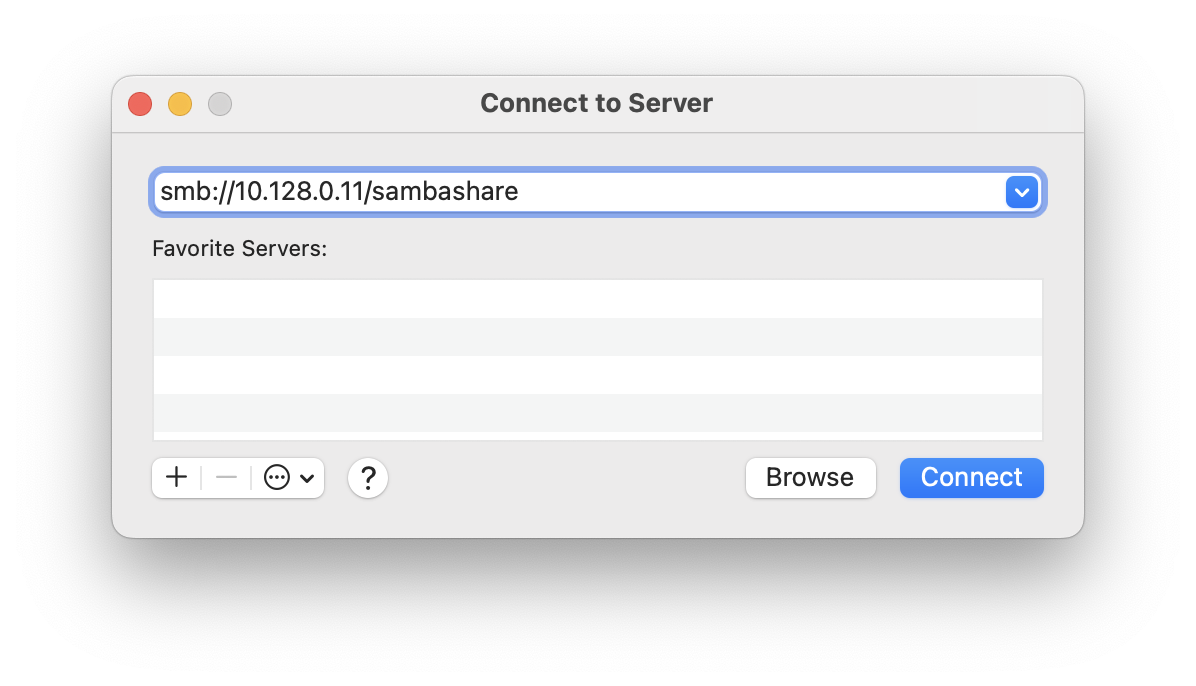 Connect to Server
smb://10.128.0.11/sambashare
Favorite Servers:
?
Browse
Connect